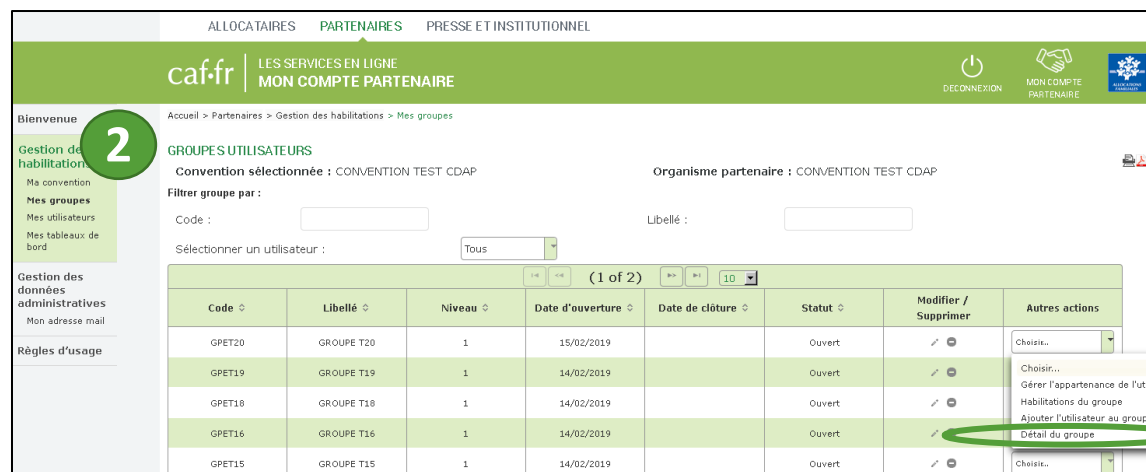 ALLOCATAIRES PARTENAIRES PRESSE ET INSTITUTIONNEL
caf.fr LES SERVICES EN LIGNE
MON COMPTE PARTENAIRE
DECONNEXION
MON COMPTE
PARTENAIRE
ALLOCATIONS
FAMILIALES
Bienvenue
Accueil > Partenaires > Gestion des habilitations > Mes groupes
2
Gestion de
habilitation
Ma convention
Mes groupes
Mes utilisateurs
Mes tableaux de
bord
Gestion des
données
administratives
Mon adresse mail
Règles d'usage
GROUPES UTILISATEURS
Convention sélectionnée : CONVENTION TEST CDAP Organisme partenaire : CONVENTION TEST CDAP
Filtrer groupe par :
Code : Libellé :
Sélectionner un utilisateur : Tous
(1 of 2) 10
Code Libellé Niveau Date d'ouverture Date de clôture Statut Modifier / Supprimer Autres actions
GPET20 GROUPE T20 1 15/02/2019 Ouvert Choisir...
GPET19 GROUPE T19 1 14/02/2019 Ouvert
GPET18 GROUPE T18 1 14/02/2019 Ouvert
GPET16 GROUPE T16 1 14/02/2019 Ouvert
GPET15 GROUPE T15 1 14/02/2019 Ouvert Choisir...
Choisir...
Gérer l'appartenance de l'ut
Habilitations du groupe
Ajouter l'utilisateur au group
Détail du groupe